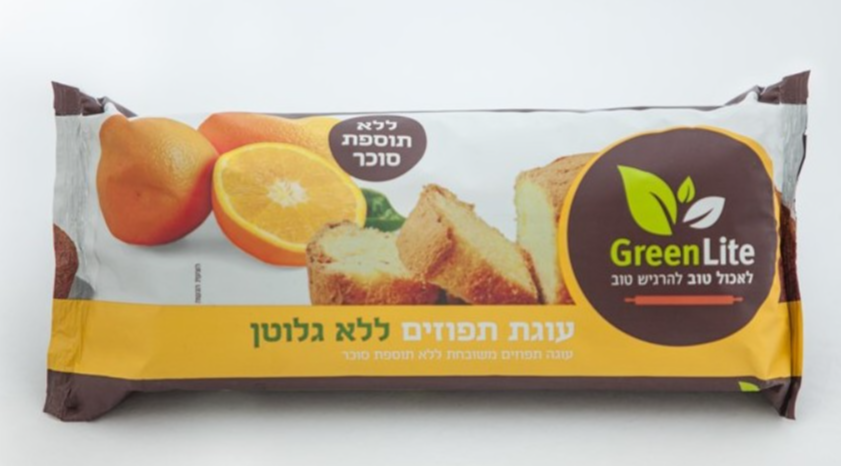 ללא
תוספת
סוכר
GreenLite
לאכול טוב להרגיש טוב
עוגת תפוזים ללא גלוטן
עוגה תפוזים משובחת ללא תוספת סוכר